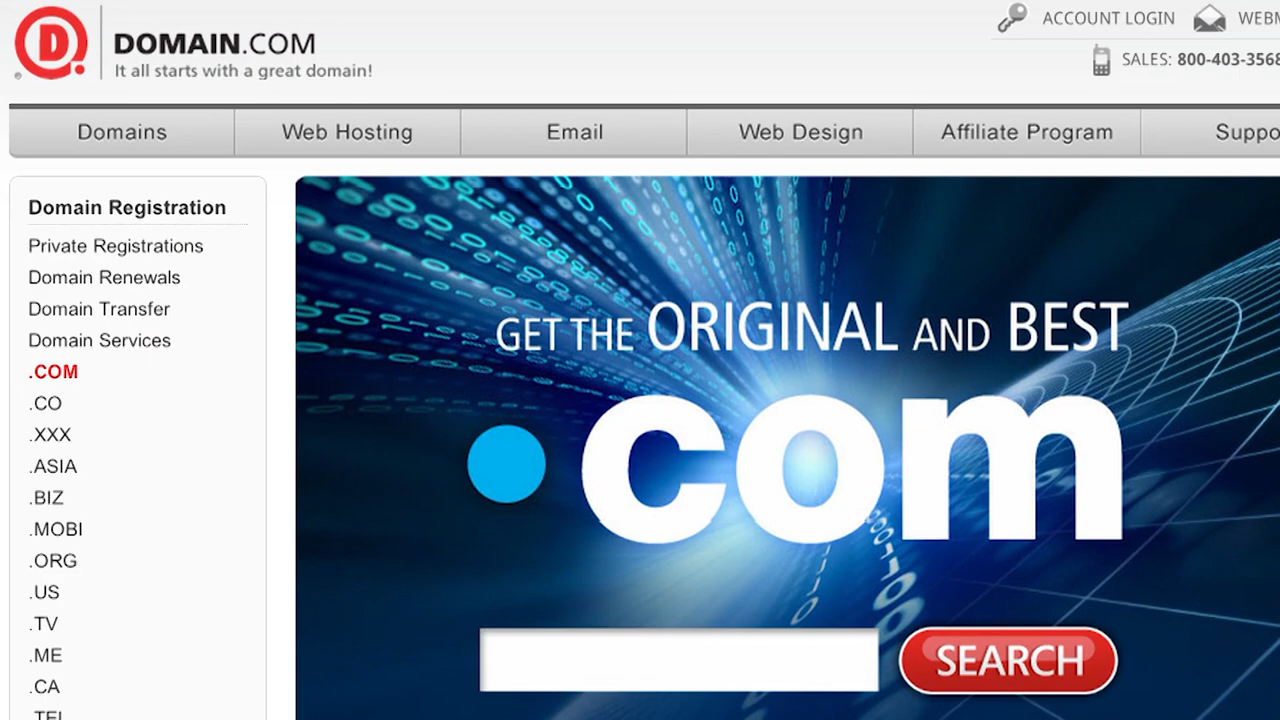 ACCOUNT LOGIN
DOMAIN.COM
It all starts with a great domain!
SALES: 800-403-3568
Domains Web Hosting Email Web Design Affiliate Program
Domain Registration
Private Registrations
Domain Renewals
Domain Transfer
Domain Services
.COM
.CO
.XXX
.ASIA
.BIZ
.MOBI
.ORG
.US
.TV
.ME
.CA
GET THE ORIGINAL AND BEST
.com
SEARCH